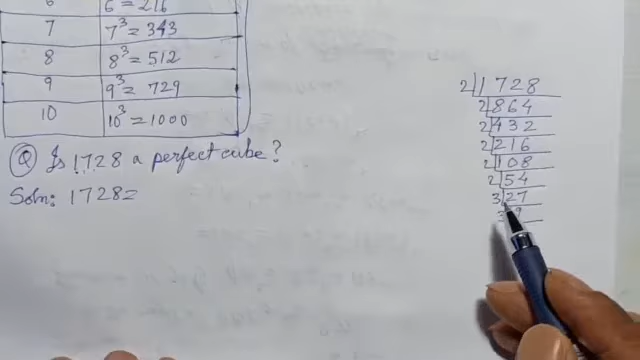 6³ = 216
7 7³ = 343
8 8³ = 512
9 9³ = 729
10 10³ = 1000
Q Is 1728 a perfect cube?
Soln: 1728 =
2 1728
2 864
2 432
2 216
2 108
2 54
3 27
3 9